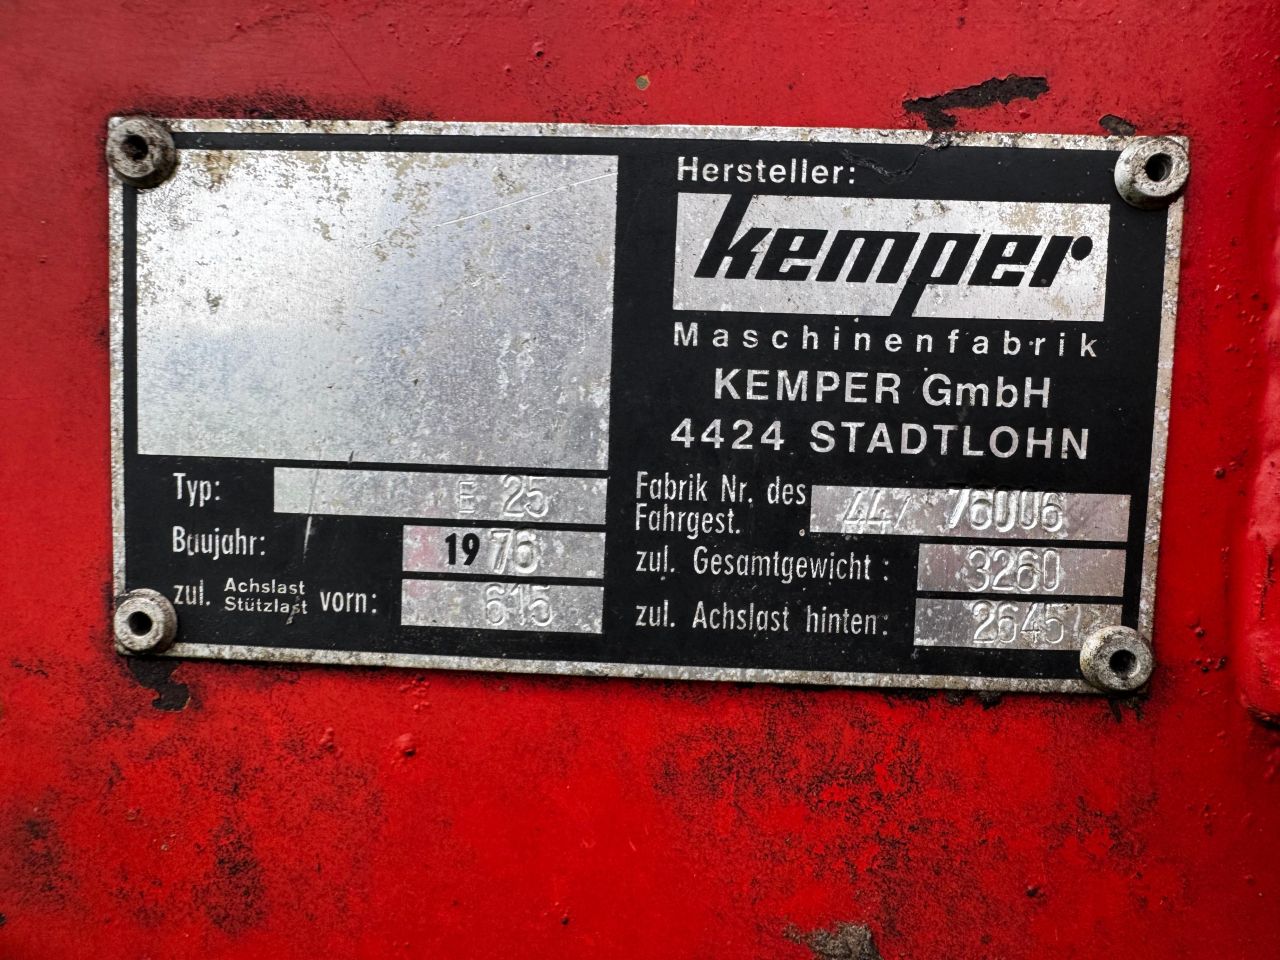 Hersteller:
kemper
Maschinenfabrik
KEMPER GmbH
4424 STADTLOHN
Typ: E 25
Baujahr: 1976
zul. Achslast
Stützlast vorn: 615
Fabrik Nr. des
Fahrgest. 76006
zul. Gesamtgewicht: 3260
zul. Achslast hinten: 2645